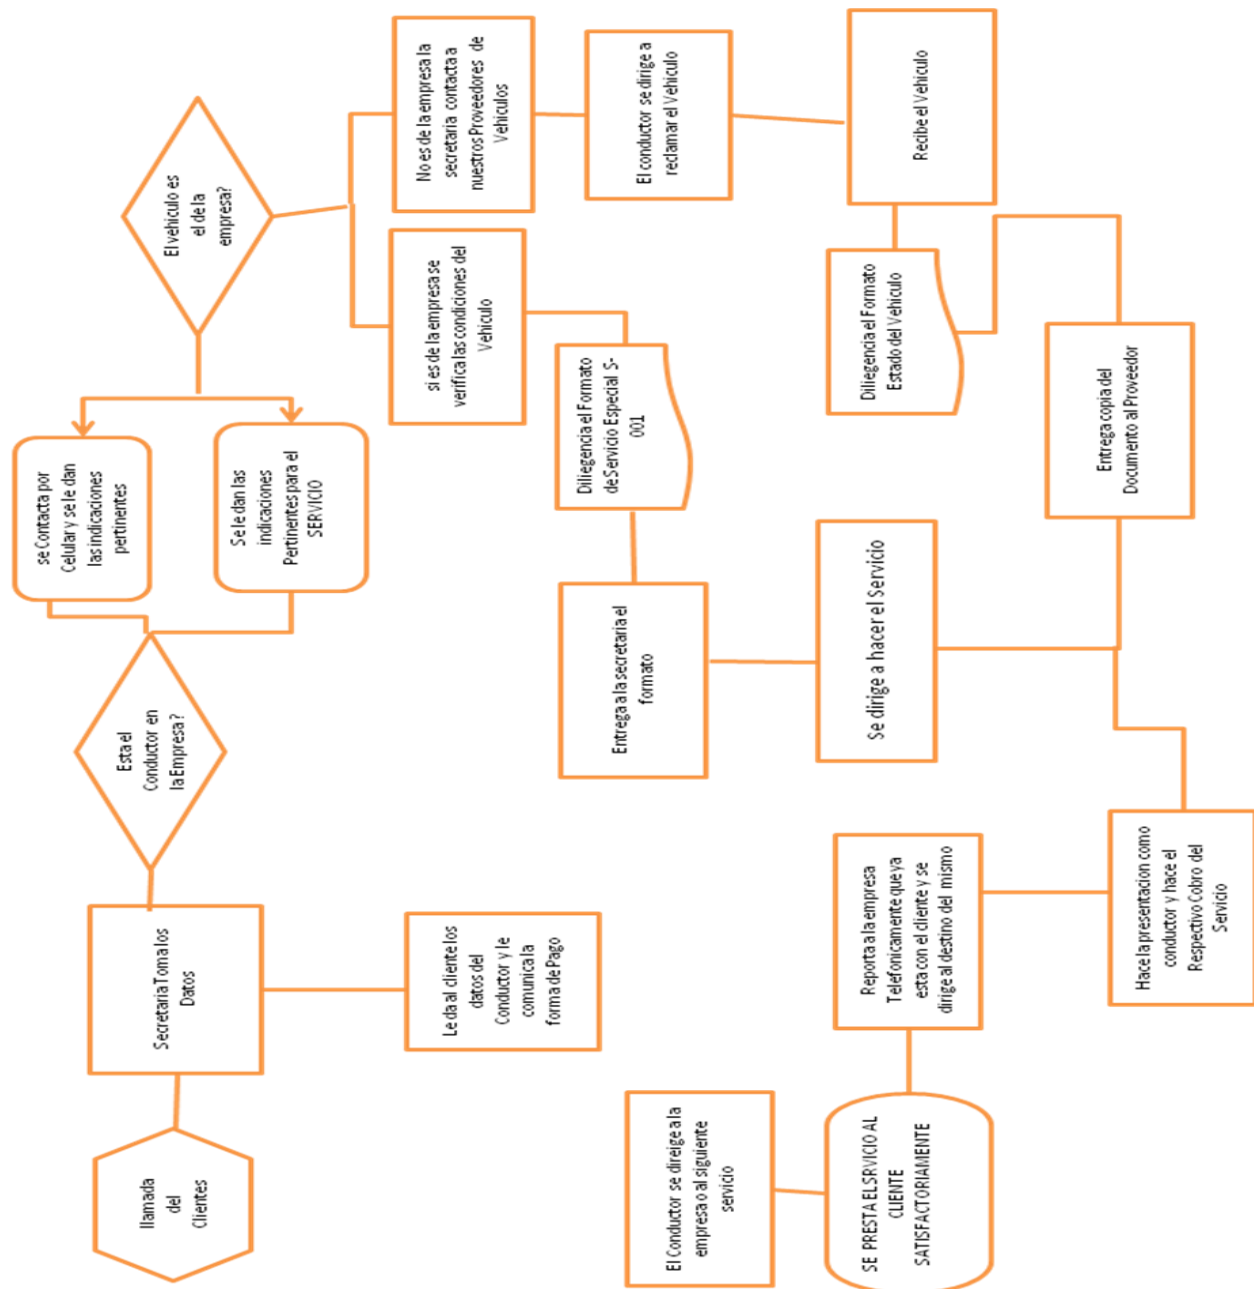 llamada
del
Clientes
Secretaria Toma los
Datos
Le da al cliente los
datos del
Conductor y le
comunica la
forma de Pago
Esta el
Conductor en
la Empresa?
se Contacta por
Celular y se le dan
las indicaciones
pertinentes
Se le dan las
indicaciones
Pertinentes para el
SERVICIO
El vehiculo es
el de la
empresa?
No es de la empresa la
secretaria contacta a
nuestros Proveedores de
Vehiculos
El conductor se dirige a
reclamar el Vehiculo
Recibe el Vehiculo
si es de la empresa se
verifica las condiciones del
Vehiculo
Diliegencia el Formato
de Servicio Especial S-
001
Diliegencia el Formato
Estado del Vehiculo
Entrega a la secretaria el
formato
Se dirige a hacer el Servicio
Entrega copia del
Documento al Proveedor
Hace la presentacion como
conductor y hace el
Respectivo Cobro del
Servicio
Reporta a la empresa
Telefonicamente que ya
esta con el cliente y se
dirige al destino del mismo
SE PRESTA EL SRVICIO AL
CLIENTE
SATISFACTORIAMENTE
El Conductor se direige a la
empresa o al siguiente
servicio